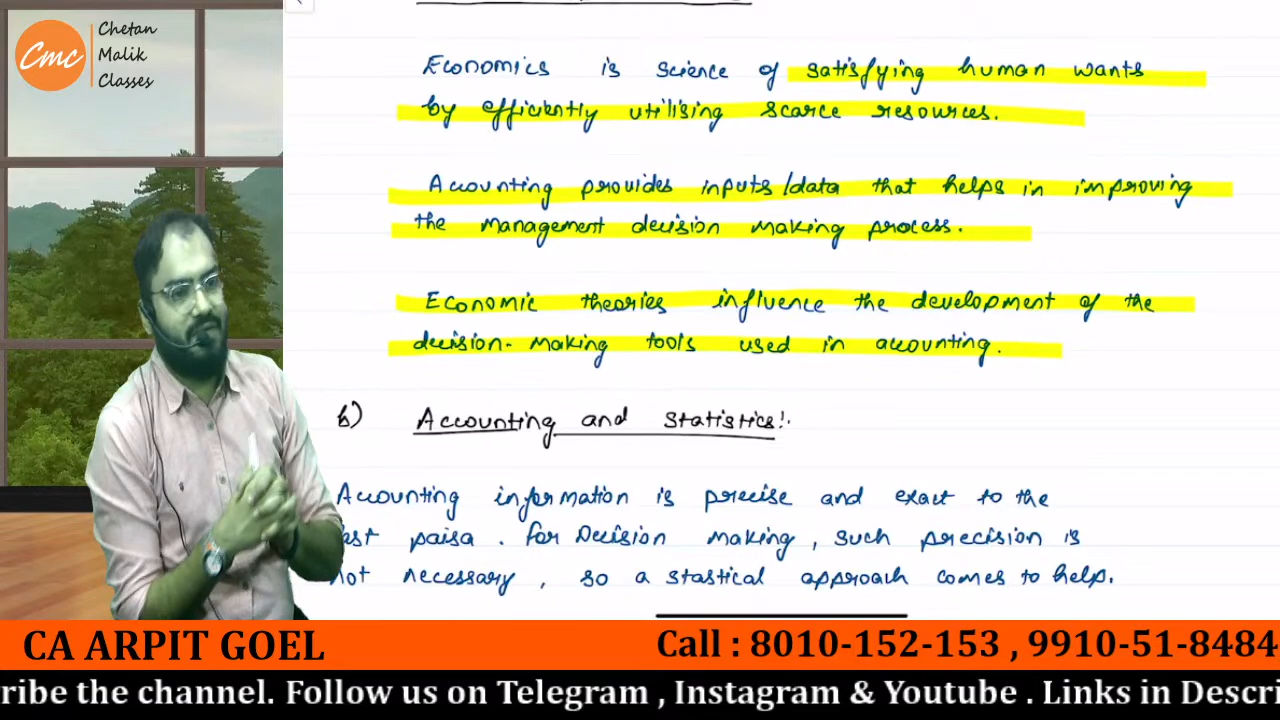 cmc
Chetan
Malik
Classes
Economics is science of satisfying human wants
by efficiently utilising scarce resources.
Accounting provides inputs/data that helps in improving
the management decision making process.
Economic theories influence the development of the
decision- making tools used in accounting.
b) Accounting and Statistics:-
Accounting information is precise and exact to the
paisa. For Decision making, such precision is
not necessary, so a stastical approach comes to help.
CA ARPIT GOEL
Call : 8010-152-153 , 9910-51-8484
ribe the channel. Follow us on Telegram , Instagram & Youtube . Links in Descri